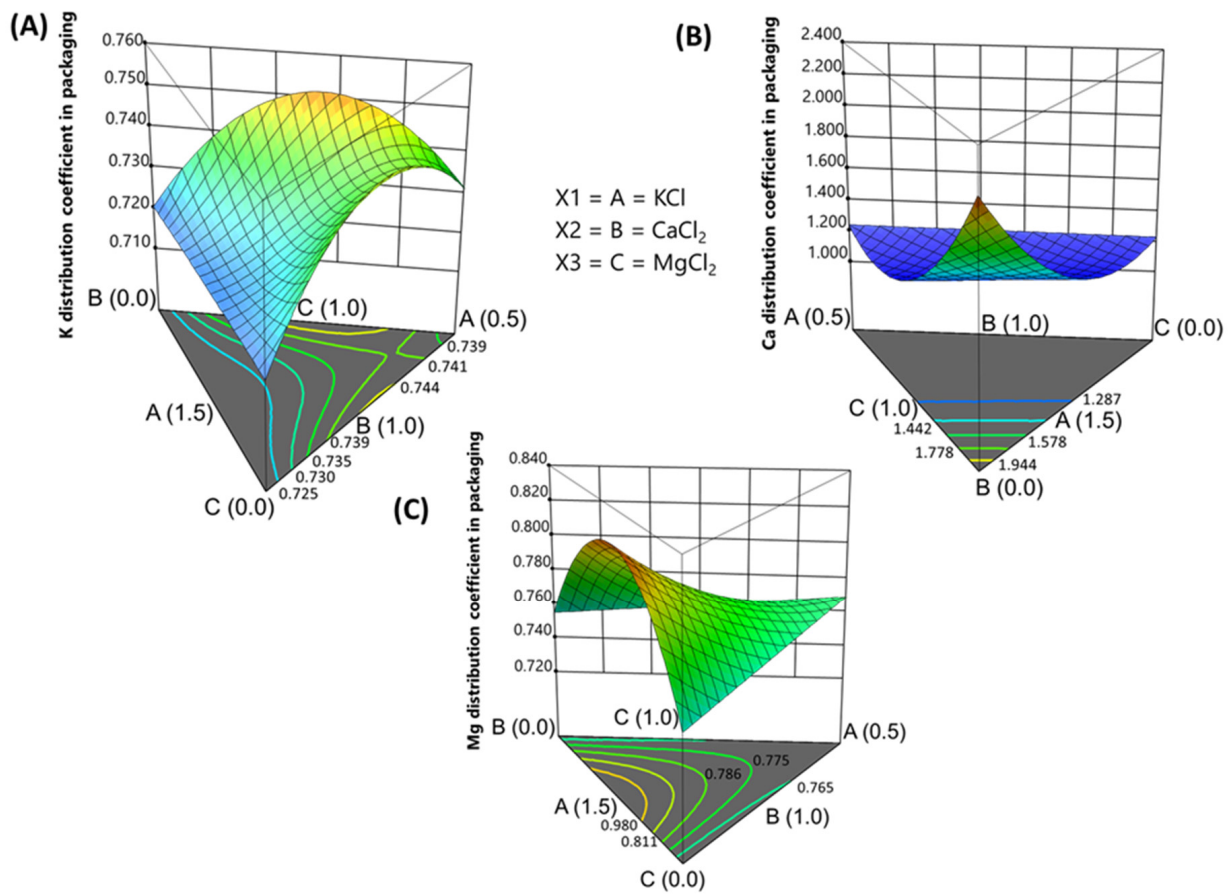 (A)
K distribution coefficient in packaging
0.760
0.750
0.740
0.730
0.720
0.710
B (0.0)
C (1.0)
A (0.5)
0.739
0.741
0.744
A (1.5)
B (1.0)
0.739
0.735
0.730
0.725
C (0.0)
X1 = A = KCl
X2 = B = CaCl₂
X3 = C = MgCl₂
(B)
Ca distribution coefficient in packaging
2.400
2.200
2.000
1.800
1.600
1.400
1.200
1.000
A (0.5)
B (1.0)
C (0.0)
1.287
C (1.0)
A (1.5)
1.442
1.578
1.778
1.944
B (0.0)
(C)
Mg distribution coefficient in packaging
0.840
0.820
0.800
0.780
0.760
0.740
0.720
B (0.0)
C (1.0)
A (0.5)
0.775
0.786
0.765
A (1.5)
B (1.0)
0.980
0.811
C (0.0)